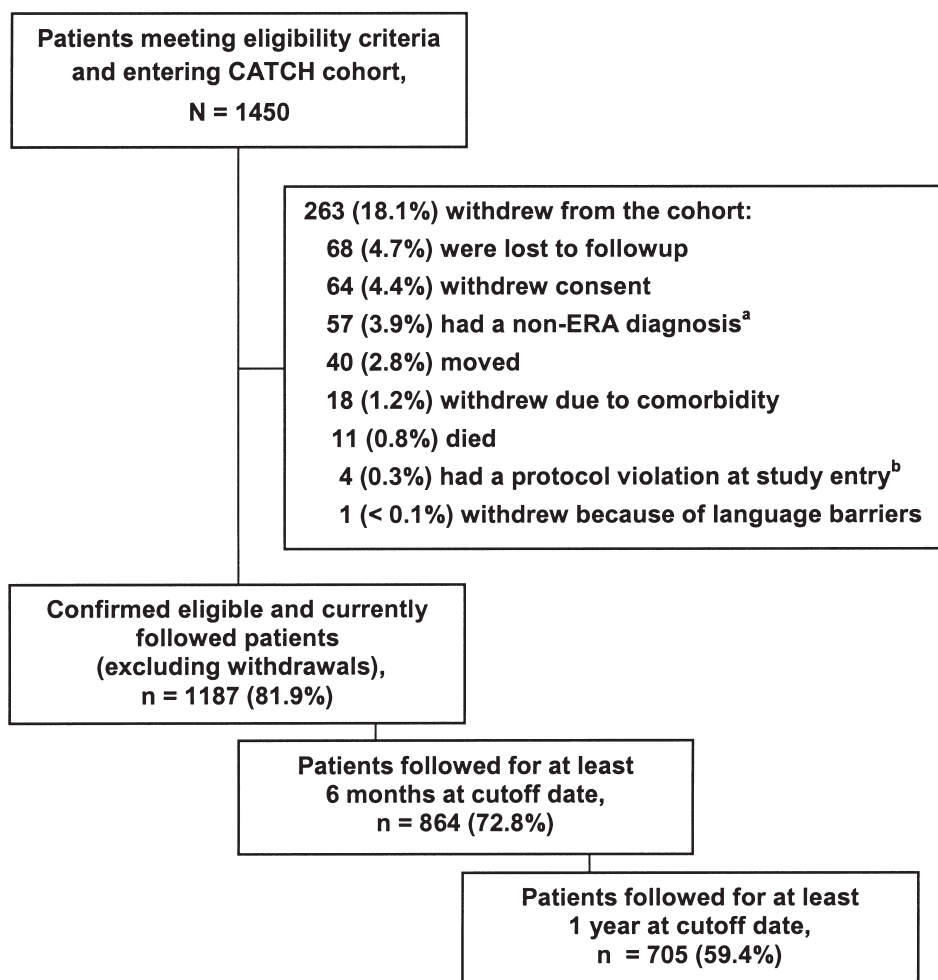 Patients meeting eligibility criteria
and entering CATCH cohort,
N = 1450
263 (18.1%) withdrew from the cohort:
68 (4.7%) were lost to followup
64 (4.4%) withdrew consent
57 (3.9%) had a non-ERA diagnosisᵃ
40 (2.8%) moved
18 (1.2%) withdrew due to comorbidity
11 (0.8%) died
4 (0.3%) had a protocol violation at study entryᵇ
1 (< 0.1%) withdrew because of language barriers
Confirmed eligible and currently
followed patients
(excluding withdrawals),
n = 1187 (81.9%)
Patients followed for at least
6 months at cutoff date,
n = 864 (72.8%)
Patients followed for at least
1 year at cutoff date,
n = 705 (59.4%)